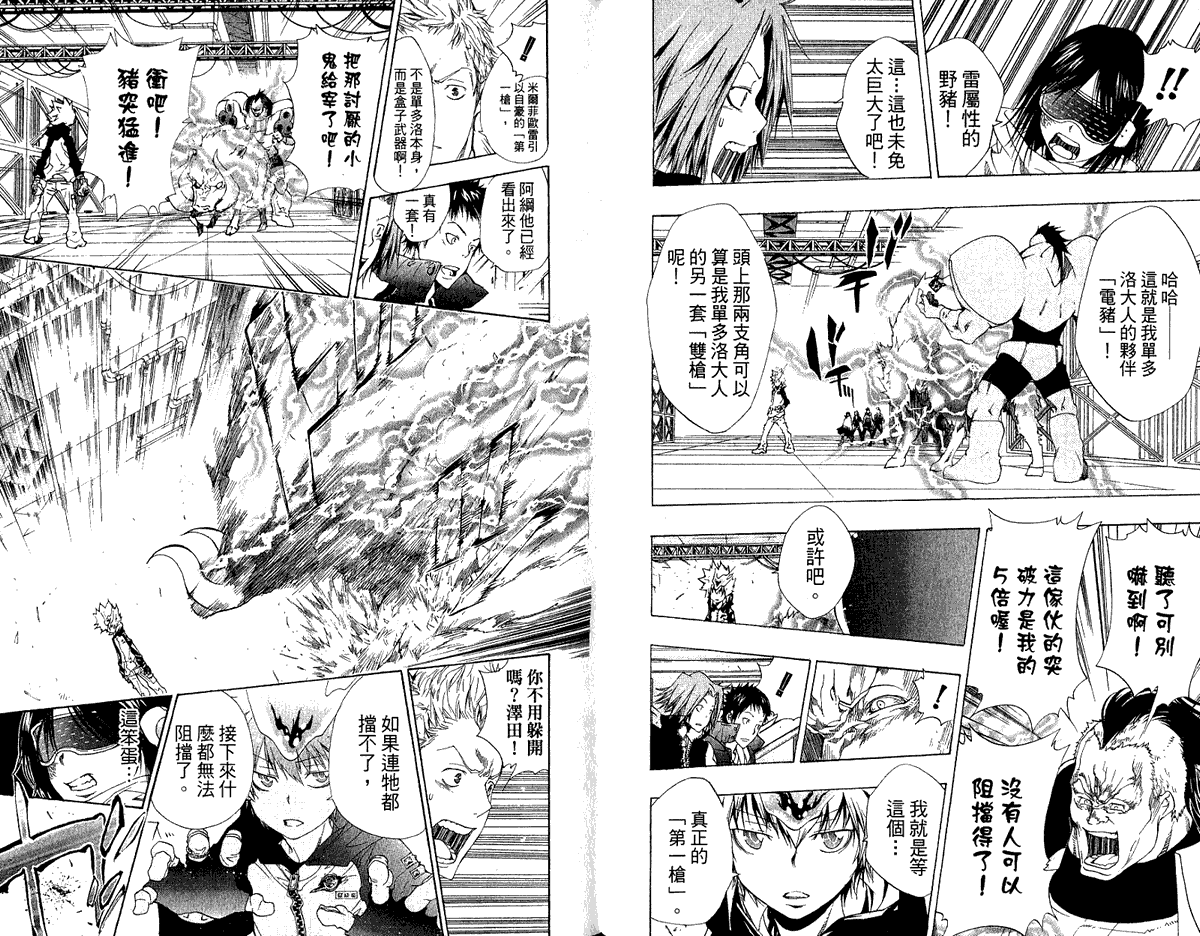 !!
雷屬性的
野豬!
這…這也未免
太巨大了吧!
哈哈——
這就是我單多
洛大人的夥伴
「電豬」!
頭上那兩支角可以
算是我單多洛大人
的另一套「雙槍」
呢!
聽了可別
嚇到啊!
這傢伙的突
破力是我的
5倍喔!
沒有人可以
阻擋得了!
或許吧。
!
!
我就是等
這個…
真正的
「第一槍」。
!
米爾菲歐雷引
以自豪的「第
一槍」,
不是單多洛本身,
而是盒子武器啊!
阿綱他已經
看出來了。
真有
一套!
把那討厭的小
鬼給宰了吧!
衝吧!
豬突猛進!
你不用躲開
嗎?澤田!
如果連牠都
擋不了,
接下來什
麼都無法
阻擋了。
這笨蛋…